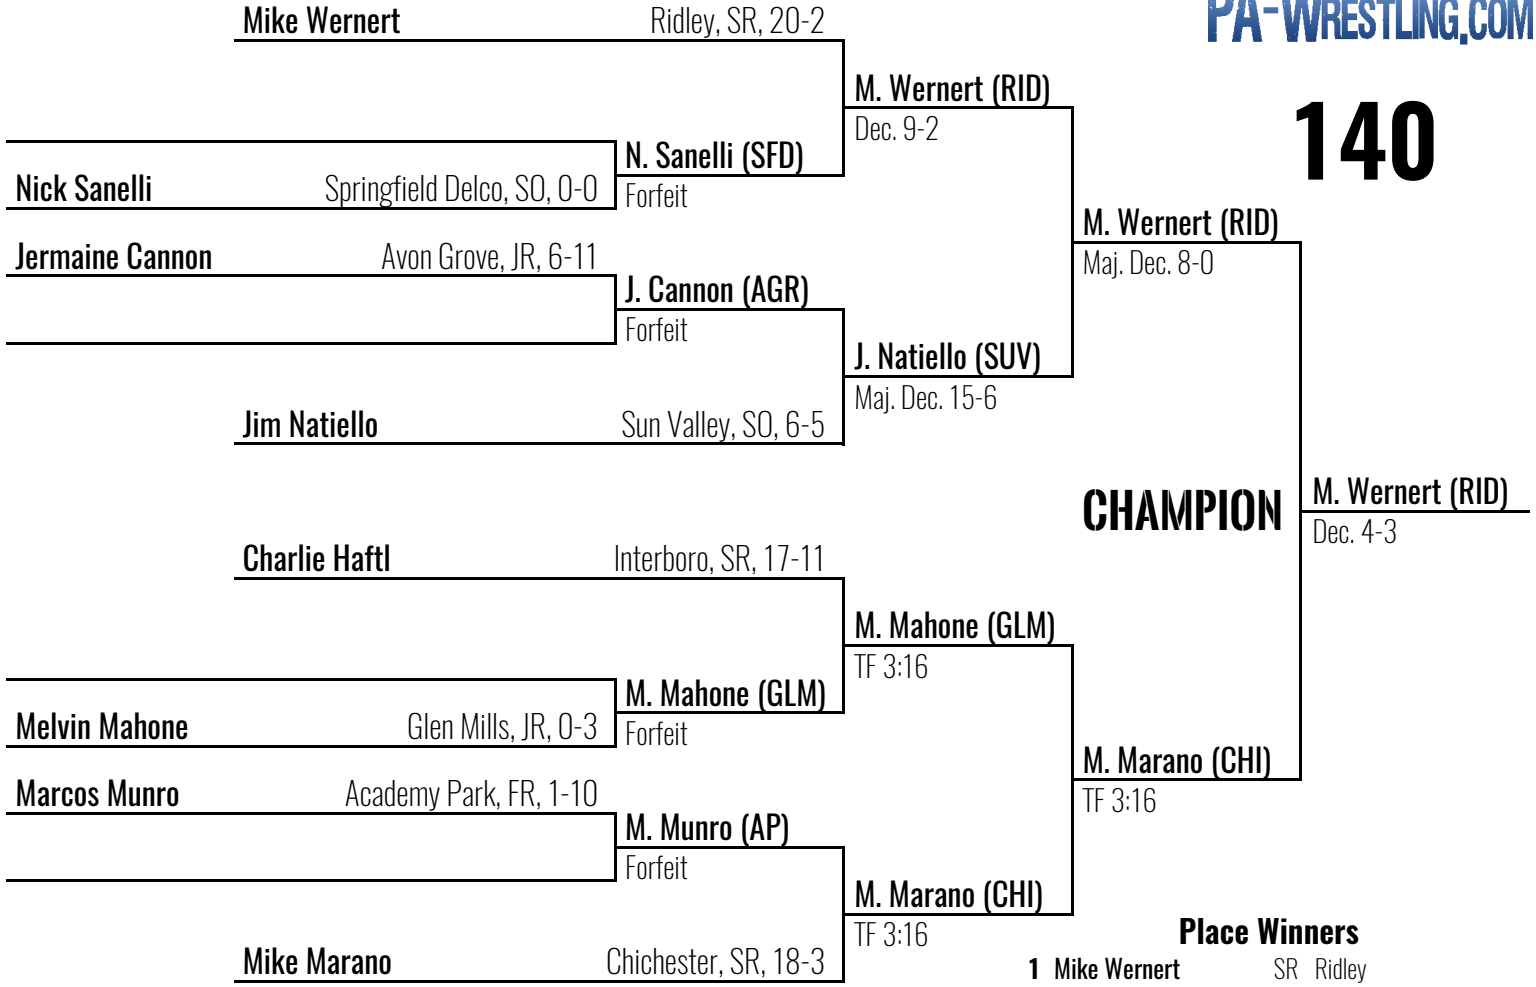 Mike Wernert Ridley, SR, 20-2
PA-WRESTLING.COM
M. Wernert (RID)
Dec. 9-2
140
N. Sanelli (SFD)
Nick Sanelli Springfield Delco, SO, 0-0
Forfeit
M. Wernert (RID)
Jermaine Cannon Avon Grove, JR, 6-11
Maj. Dec. 8-0
J. Cannon (AGR)
Forfeit
J. Natiello (SUV)
Maj. Dec. 15-6
Jim Natiello Sun Valley, SO, 6-5
M. Wernert (RID)
CHAMPION
Dec. 4-3
Charlie Haftl Interboro, SR, 17-11
M. Mahone (GLM)
TF 3:16
M. Mahone (GLM)
Melvin Mahone Glen Mills, JR, 0-3
Forfeit
M. Marano (CHI)
Marcos Munro Academy Park, FR, 1-10
TF 3:16
M. Munro (AP)
Forfeit
M. Marano (CHI)
TF 3:16
Place Winners
Mike Marano Chichester, SR, 18-3
1 Mike Wernert SR Ridley